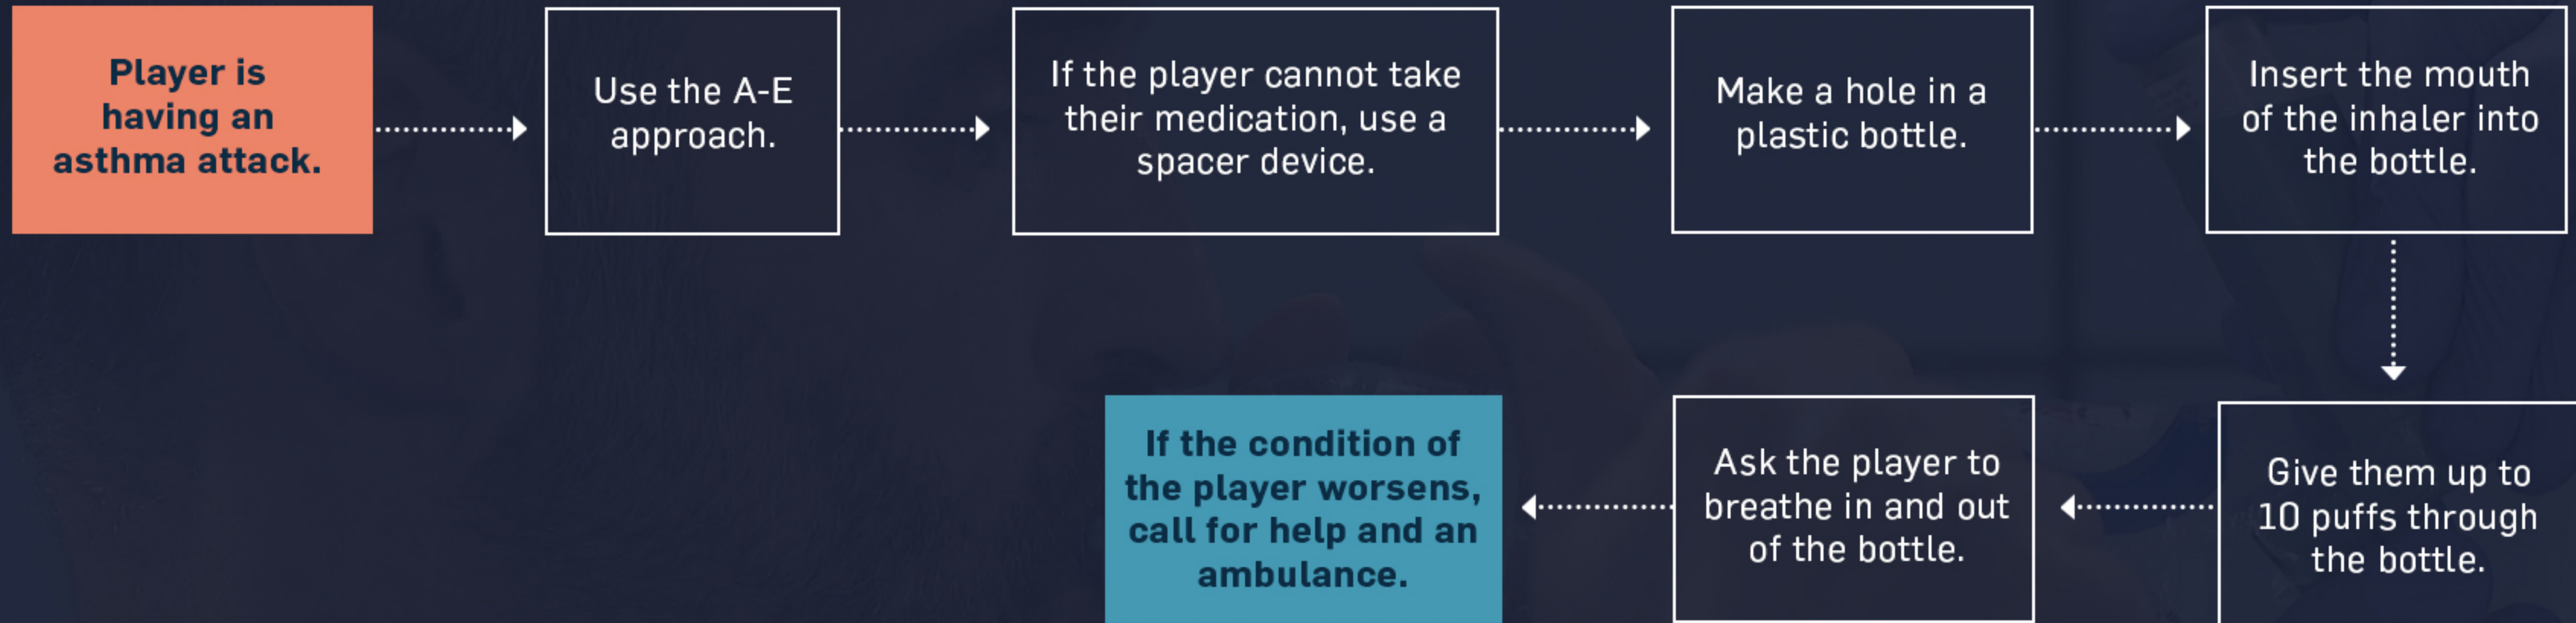 Player is
having an
asthma attack.
Use the A-E
approach.
If the player cannot take
their medication, use a
spacer device.
Make a hole in a
plastic bottle.
Insert the mouth
of the inhaler into
the bottle.
Give them up to
10 puffs through
the bottle.
Ask the player to
breathe in and out
of the bottle.
If the condition of
the player worsens,
call for help and an
ambulance.